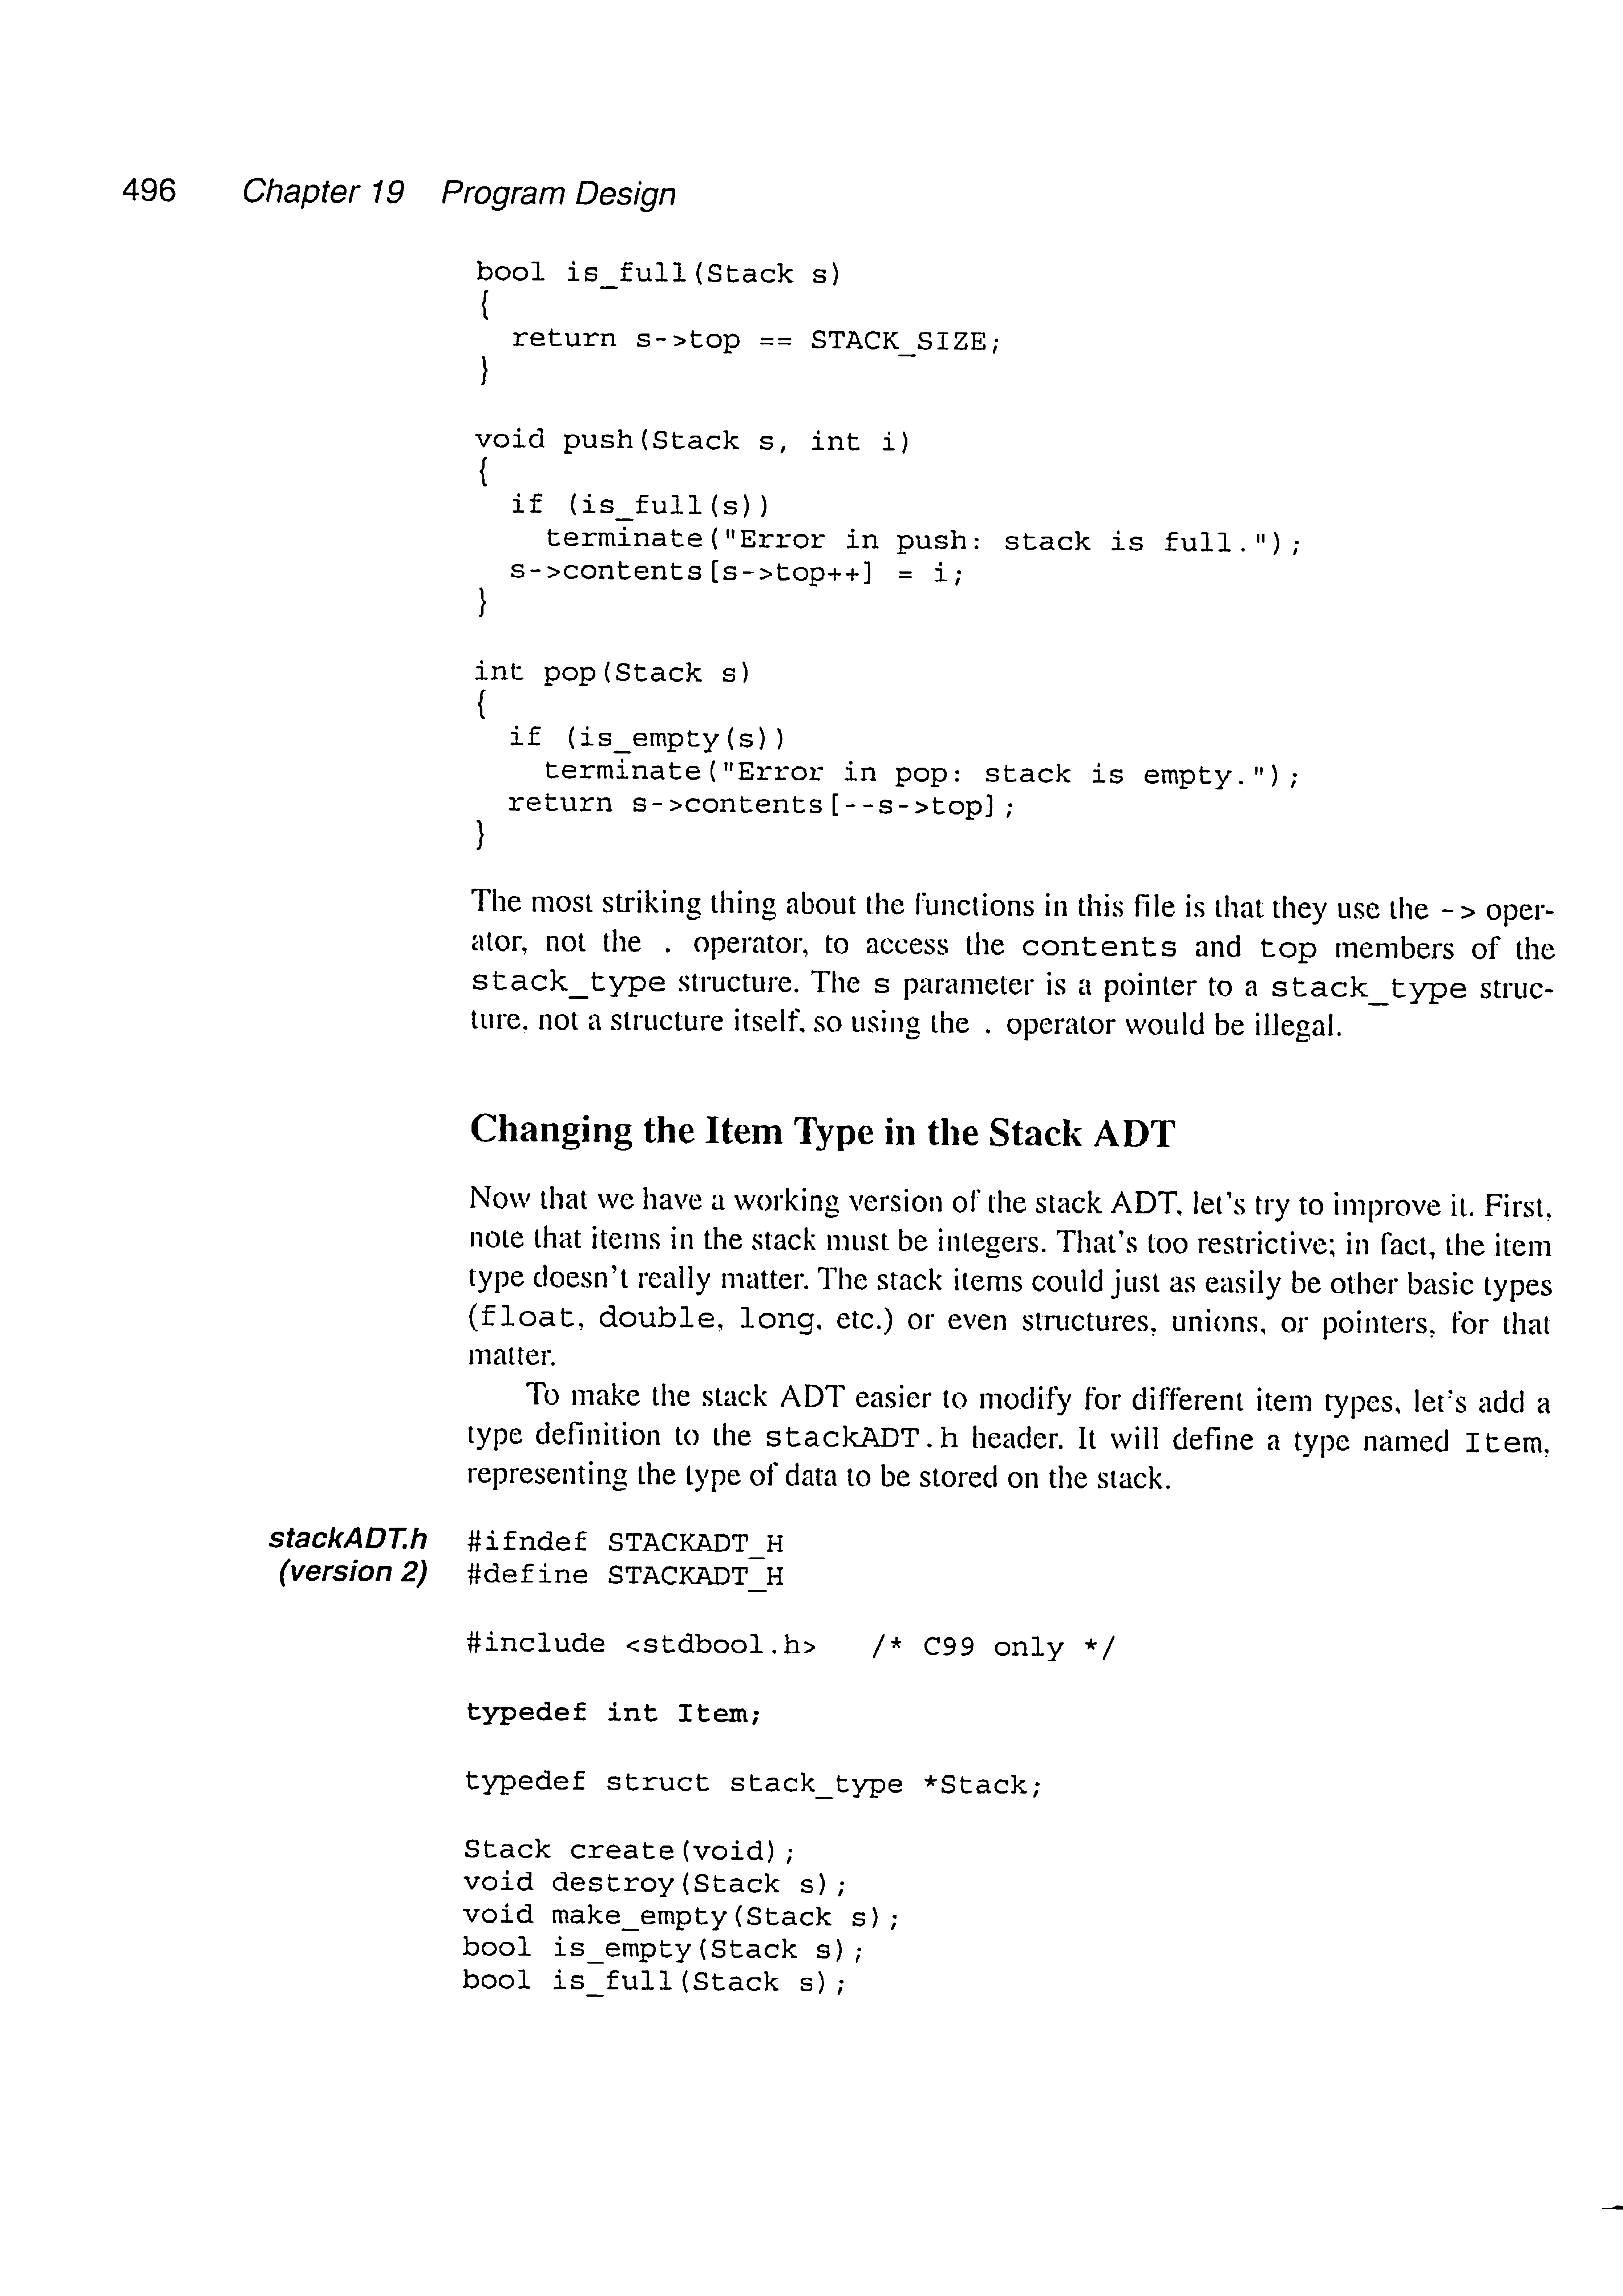 496 Chapter 19 Program Design
bool is_full(Stack s)
{
  return s->top == STACK_SIZE;
}
void push(Stack s, int i)
{
  if (is_full(s))
    terminate("Error in push: stack is full.");
  s->contents[s->top++] = i;
}
int pop(Stack s)
{
  if (is_empty(s))
    terminate("Error in pop: stack is empty.");
  return s->contents[--s->top];
}
The most striking thing about the functions in this file is that they use the -> oper-
ator, not the . operator, to access the contents and top members of the
stack_type structure. The s parameter is a pointer to a stack_type struc-
ture, not a structure itself, so using the . operator would be illegal.
Changing the Item Type in the Stack ADT
Now that we have a working version of the stack ADT, let's try to improve it. First,
note that items in the stack must be integers. That's too restrictive; in fact, the item
type doesn't really matter. The stack items could just as easily be other basic types
(float, double, long, etc.) or even structures, unions, or pointers, for that
matter.
To make the stack ADT easier to modify for different item types, let's add a
type definition to the stackADT.h header. It will define a type named Item,
representing the type of data to be stored on the stack.
stackADT.h #ifndef STACKADT_H
(version 2) #define STACKADT_H
#include <stdbool.h>   /* C99 only */
typedef int Item;
typedef struct stack_type *Stack;
Stack create(void);
void destroy(Stack s);
void make_empty(Stack s);
bool is_empty(Stack s);
bool is_full(Stack s);